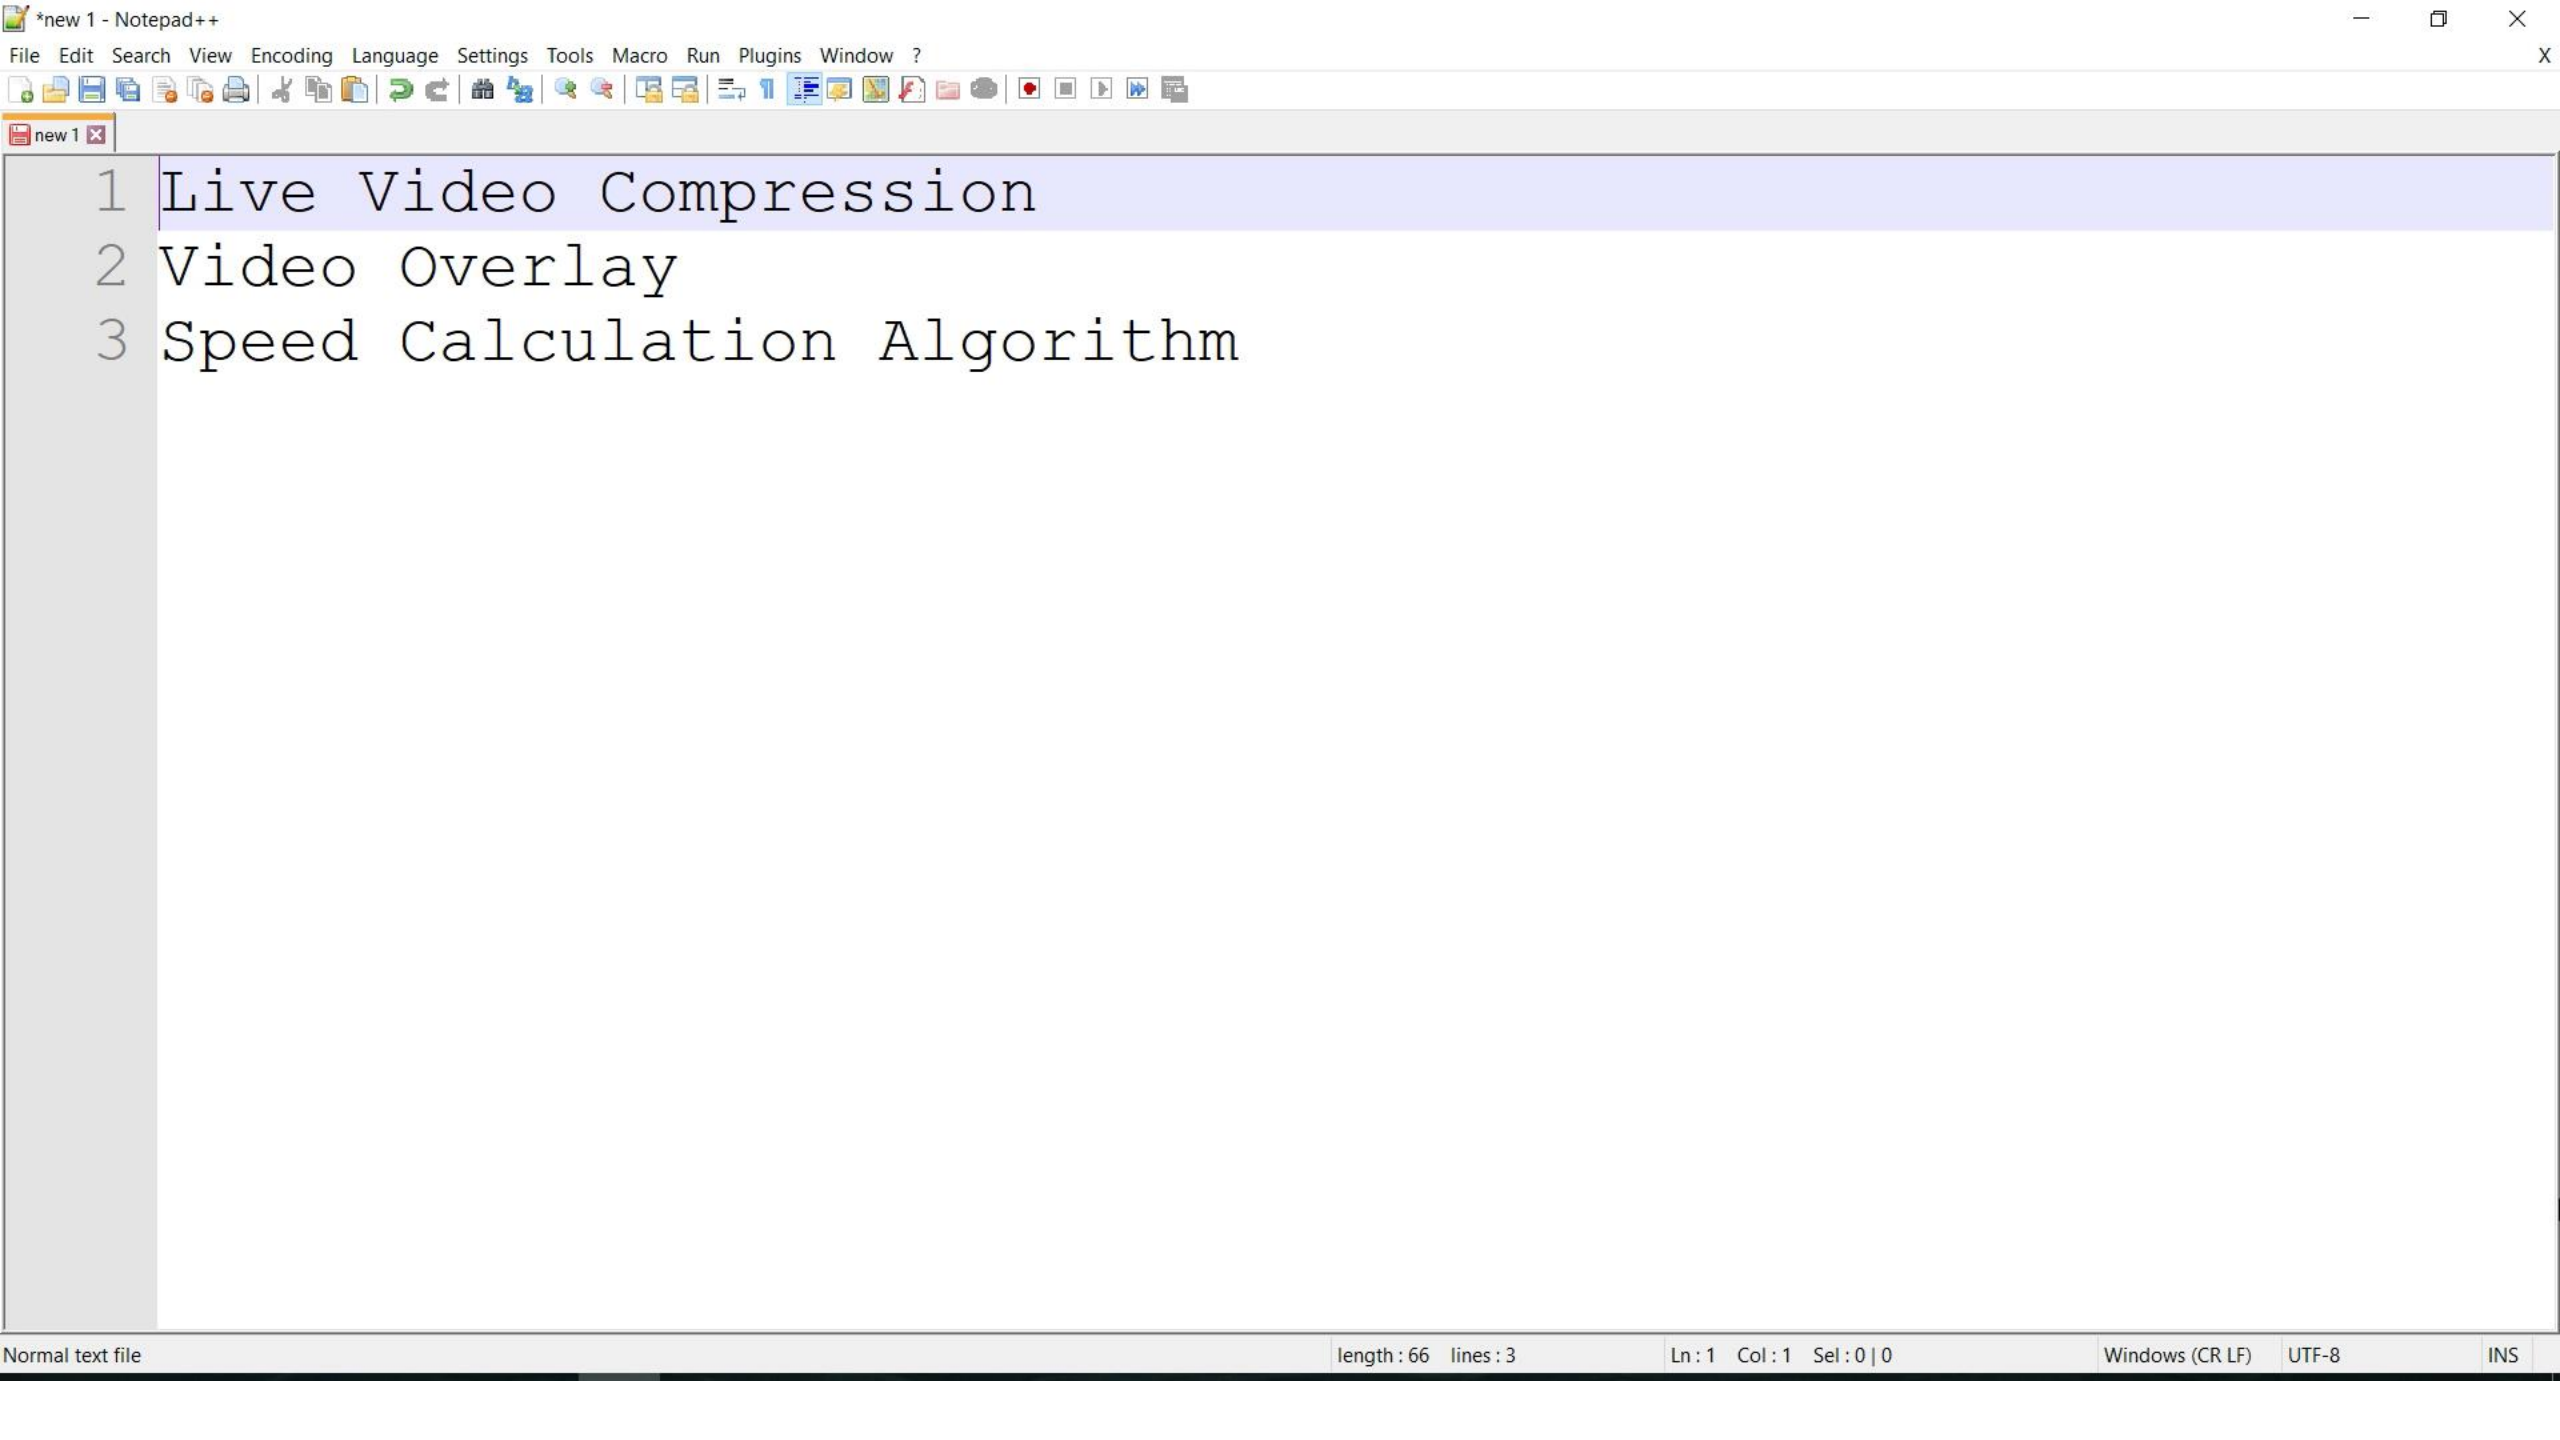 *new 1 - Notepad++
File Edit Search View Encoding Language Settings Tools Macro Run Plugins Window ? X
new 1
1 Live Video Compression
2 Video Overlay
3 Speed Calculation Algorithm
Normal text file length : 66 lines : 3 Ln : 1 Col : 1 Sel : 0 | 0 Windows (CR LF) UTF-8 INS